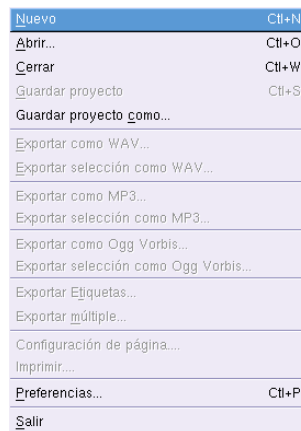 Nuevo Ctl+N
Abrir... Ctl+O
Cerrar Ctl+W
Guardar proyecto Ctl+S
Guardar proyecto como...
Exportar como WAV...
Exportar selección como WAV...
Exportar como MP3...
Exportar selección como MP3...
Exportar como Ogg Vorbis...
Exportar selección como Ogg Vorbis...
Exportar Etiquetas...
Exportar múltiple...
Configuración de página....
Imprimir....
Preferencias... Ctl+P
Salir